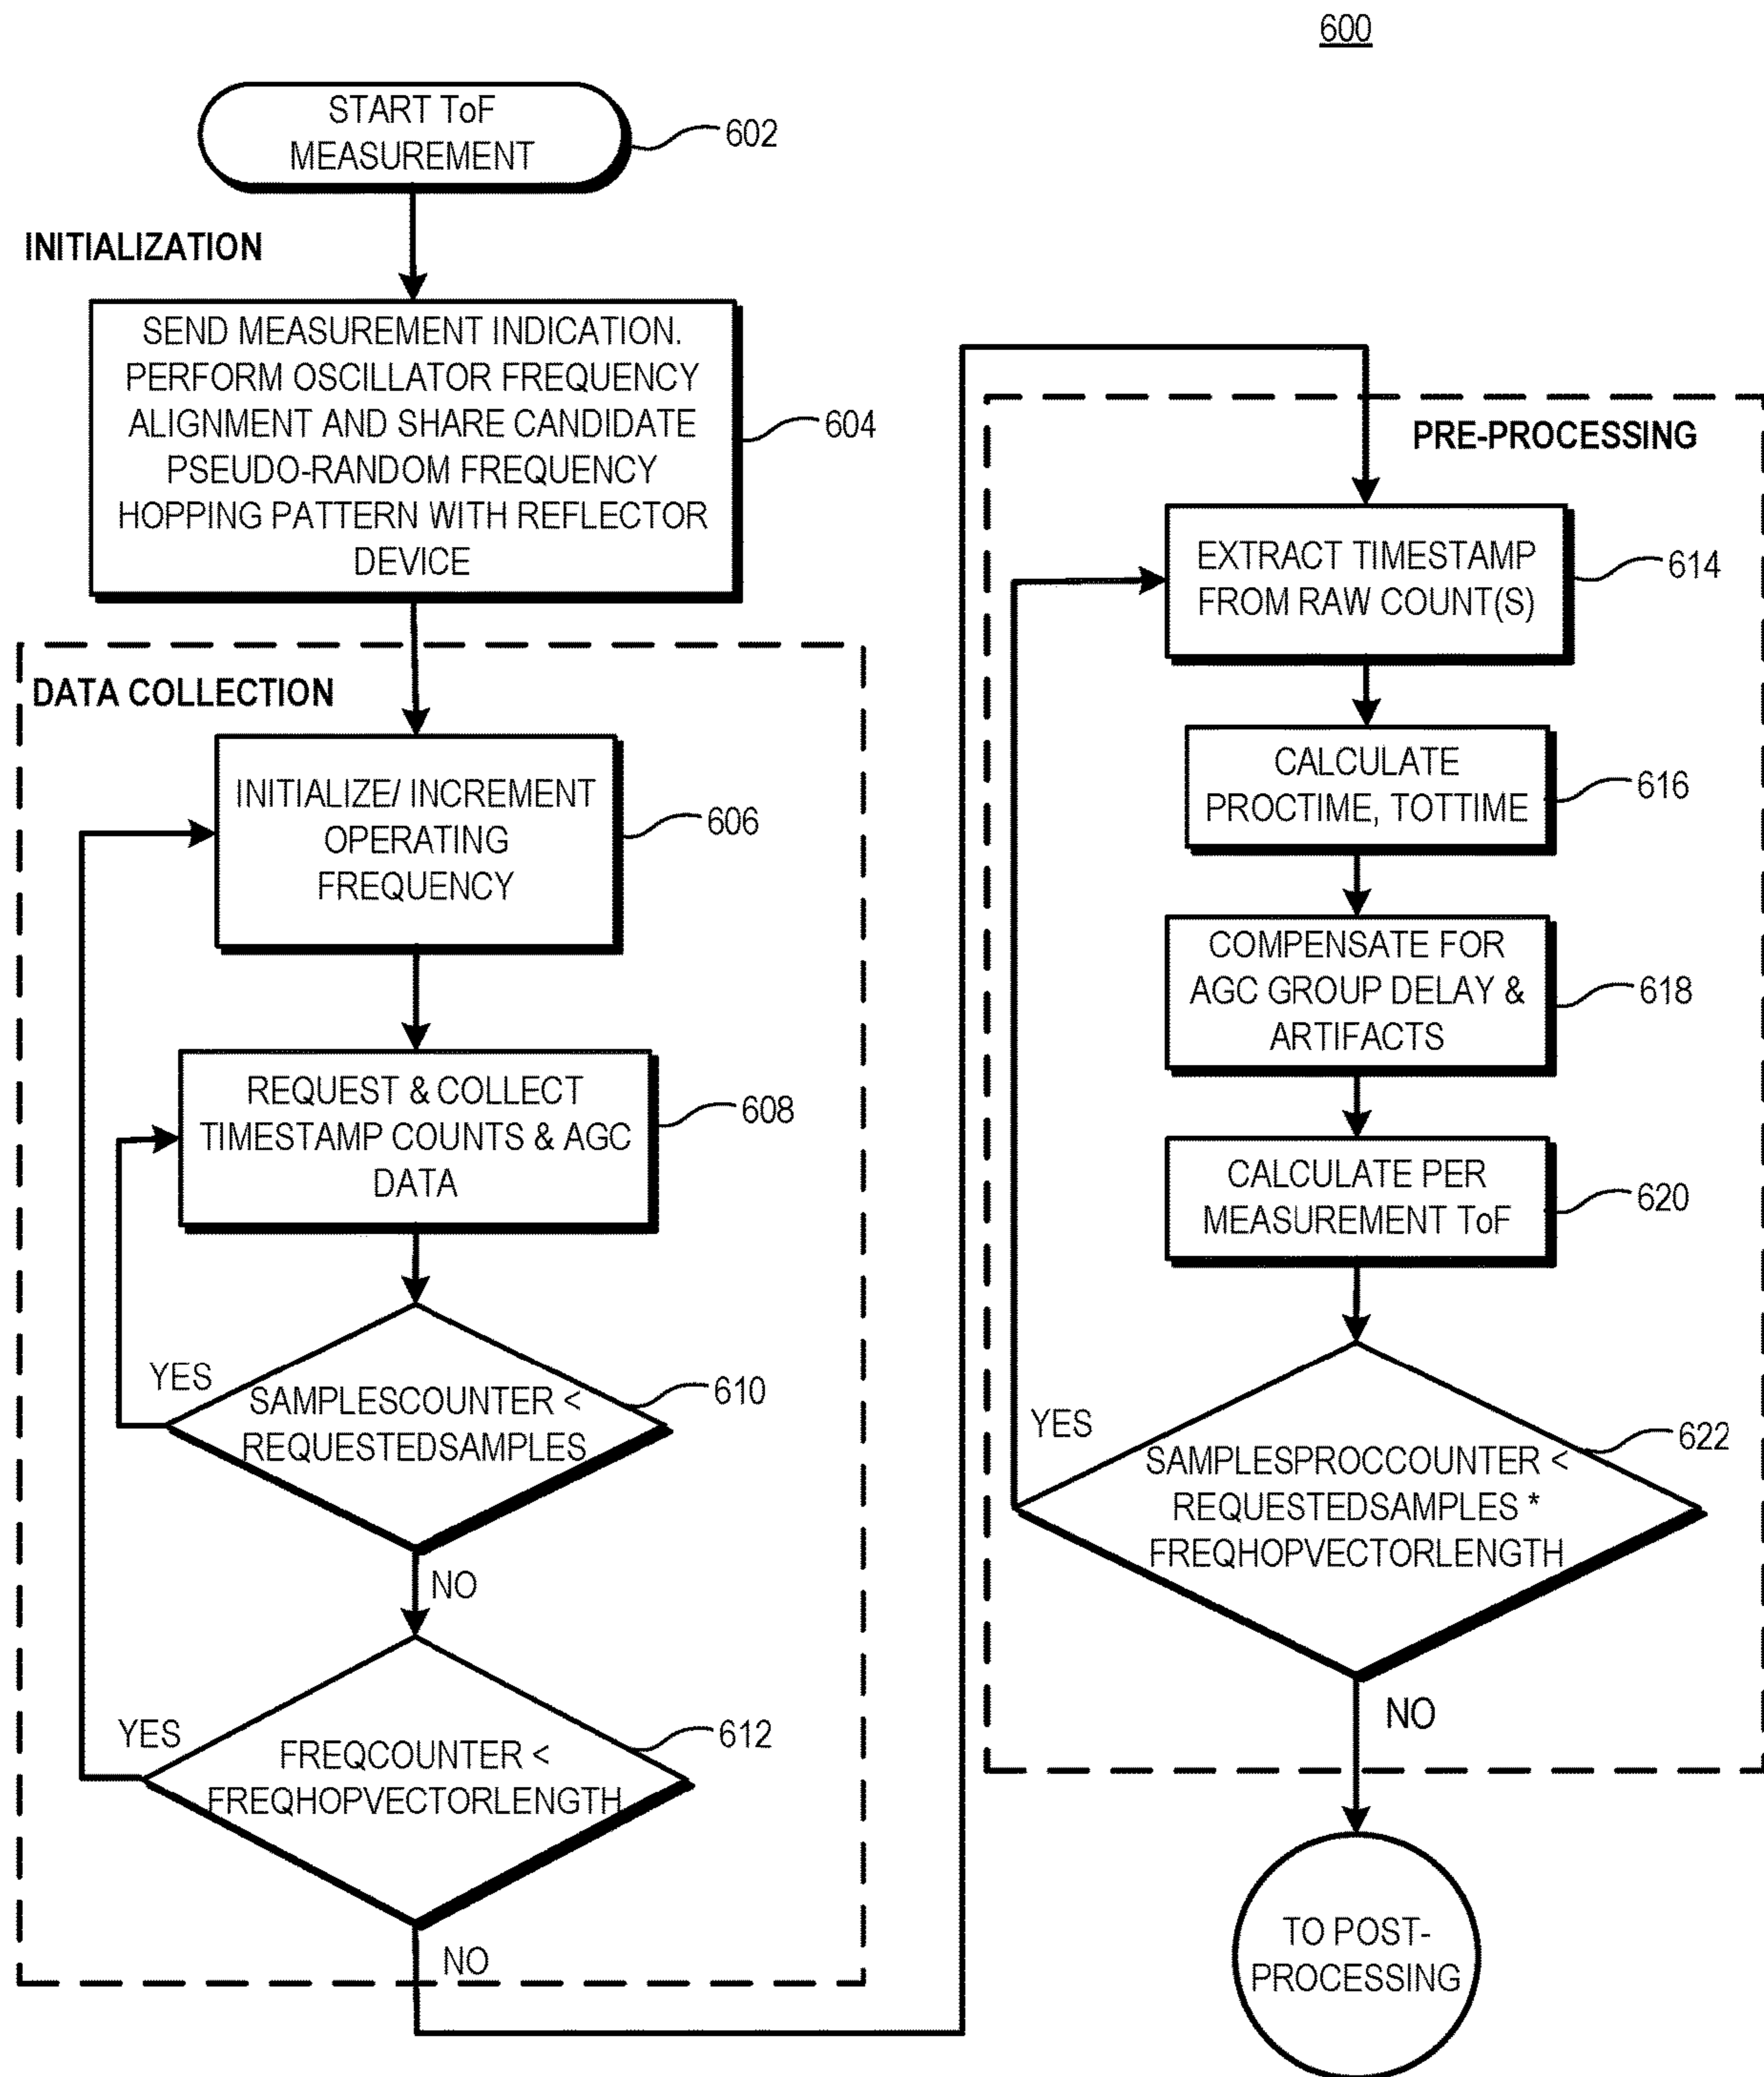 600
START ToF
MEASUREMENT
602
INITIALIZATION
SEND MEASUREMENT INDICATION.
PERFORM OSCILLATOR FREQUENCY
ALIGNMENT AND SHARE CANDIDATE
PSEUDO-RANDOM FREQUENCY
HOPPING PATTERN WITH REFLECTOR
DEVICE
604
DATA COLLECTION
INITIALIZE/ INCREMENT
OPERATING
FREQUENCY
606
REQUEST & COLLECT
TIMESTAMP COUNTS & AGC
DATA
608
YES
SAMPLESCOUNTER <
REQUESTEDSAMPLES
610
NO
YES
FREQCOUNTER <
FREQHOPVECTORLENGTH
612
NO
PRE-PROCESSING
EXTRACT TIMESTAMP
FROM RAW COUNT(S)
614
CALCULATE
PROCTIME, TOTTIME
616
COMPENSATE FOR
AGC GROUP DELAY &
ARTIFACTS
618
CALCULATE PER
MEASUREMENT ToF
620
YES
SAMPLESPROCCOUNTER <
REQUESTEDSAMPLES *
FREQHOPVECTORLENGTH
622
NO
TO POST-
PROCESSING